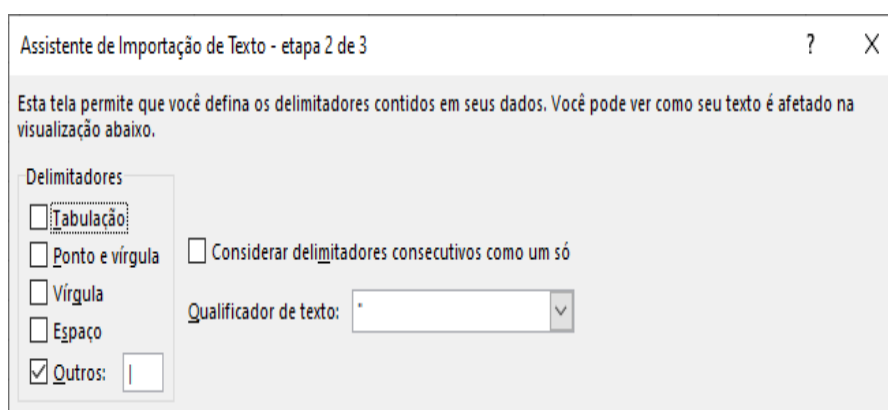 Assistente de Importação de Texto - etapa 2 de 3 ? X
Esta tela permite que você defina os delimitadores contidos em seus dados. Você pode ver como seu texto é afetado na
visualização abaixo.
Delimitadores
Tabulação
Ponto e vírgula
Vírgula
Espaço
Outros: |
Considerar delimitadores consecutivos como um só
Qualificador de texto: "